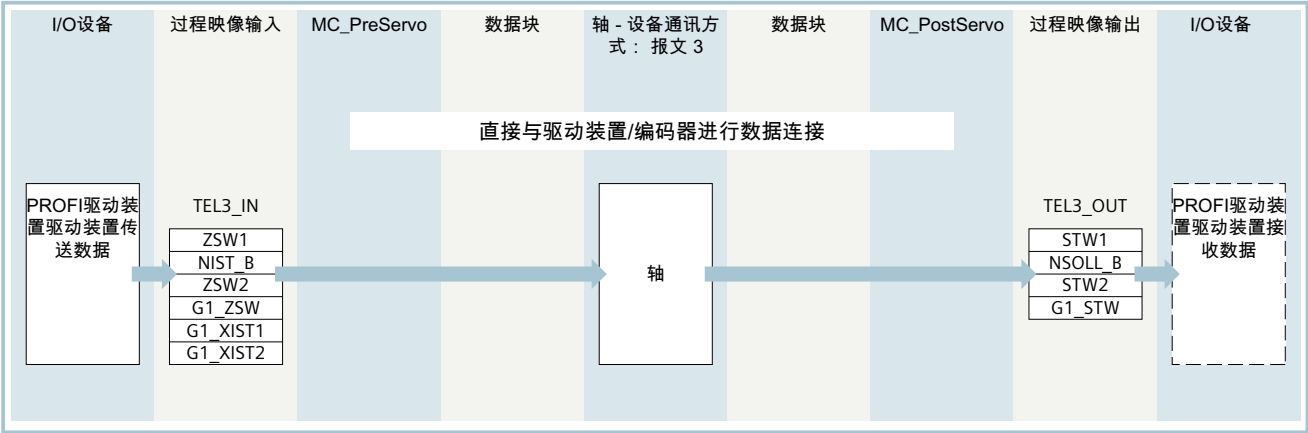 I/O设备
过程映像输入
MC_PreServo
数据块
轴 - 设备通讯方
式： 报文 3
数据块
MC_PostServo
过程映像输出
I/O设备
直接与驱动装置/编码器进行数据连接
PROFI驱动装
置驱动装置传
送数据
TEL3_IN
ZSW1
NIST_B
ZSW2
G1_ZSW
G1_XIST1
G1_XIST2
轴
TEL3_OUT
STW1
NSOLL_B
STW2
G1_STW
PROFI驱动装
置驱动装置接
收数据